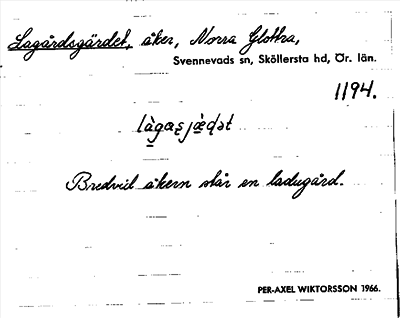 Lagårdsgärdet, åker, Norra Glottra,
Svennevads sn, Sköllersta hd, Ör. län.
1194.
Bredvid åkern står en ladugård.
PER-AXEL WIKTORSSON 1966.